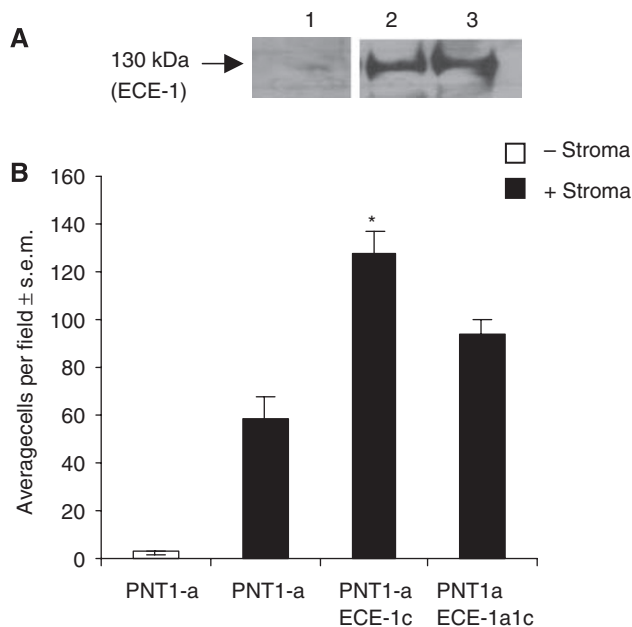 A
1 2 3
130 kDa
(ECE-1)
B
– Stroma
+ Stroma
Averagecells per field ± s.e.m.
160
140
120
100
80
60
40
20
0
*
PNT1-a PNT1-a PNT1-a PNT1a
ECE-1c ECE-1a1c